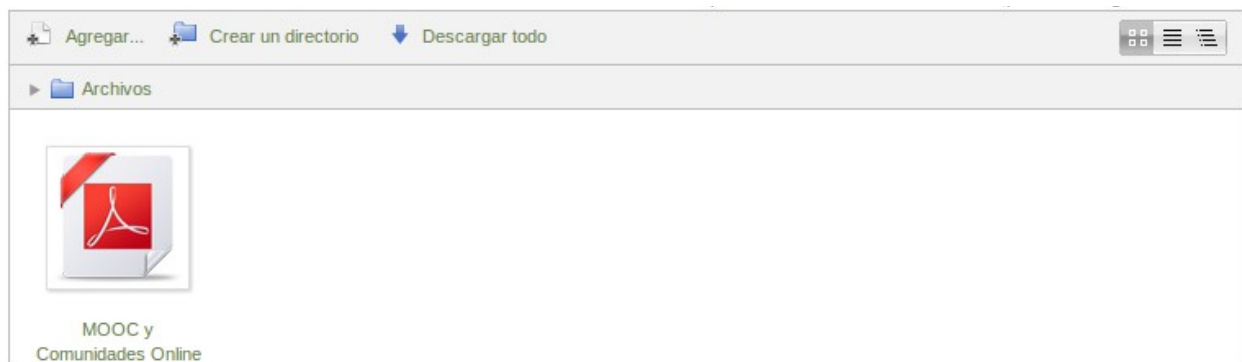 Agregar... Crear un directorio Descargar todo
Archivos
MOOC y
Comunidades Online